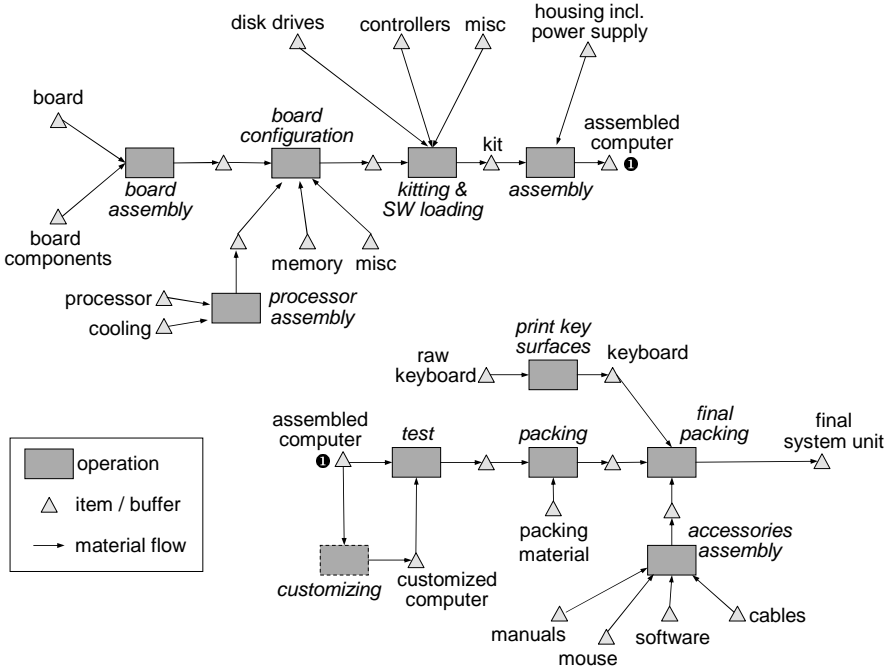 disk drives
controllers
misc
housing incl.
power supply
board
board
configuration
kit
assembled
computer
❶
board
assembly
kitting &
SW loading
assembly
board
components
memory
misc
processor
cooling
processor
assembly
print key
surfaces
raw
keyboard
keyboard
assembled
computer
❶
test
packing
final
packing
final
system unit
operation
item / buffer
material flow
packing
material
accessories
assembly
customizing
customized
computer
manuals
mouse
software
cables